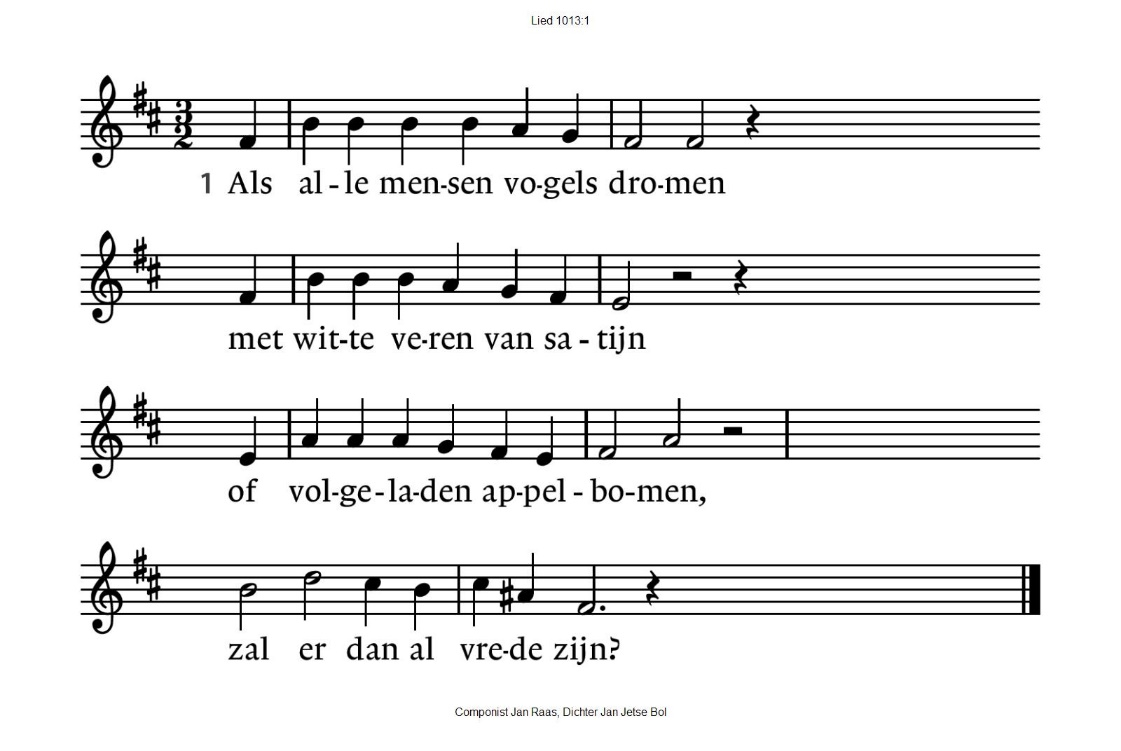 Lied 1013:1
3
2
1 Als al-le men-sen vo-gels dro-men
met wit-te ve-ren van sa-tijn
of vol-ge-la-den ap-pel-bo-men,
zal er dan al vre-de zijn?
Componist Jan Raas, Dichter Jan Jetse Bol